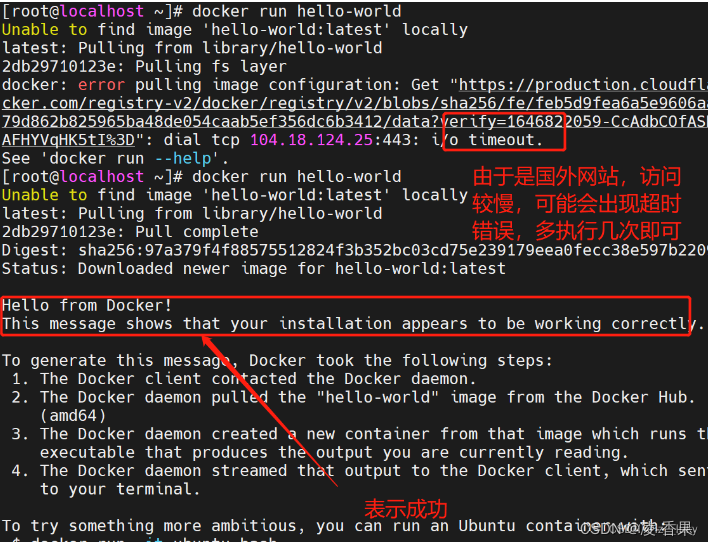 [root@localhost ~]# docker run hello-world
Unable to find image 'hello-world:latest' locally
latest: Pulling from library/hello-world
2db29710123e: Pulling fs layer
docker: error pulling image configuration: Get "https://production.cloudfl
cker.com/registry-v2/docker/registry/v2/blobs/sha256/fe/feb5d9fea6a5e9606a
79d862b825965ba48de054caab5ef356dc6b3412/data?verify=1646822059-CcAdbCOfASH
AFHYVqHK5tI%3D": dial tcp 104.18.124.25:443: i/o timeout.
See 'docker run --help'.
[root@localhost ~]# docker run hello-world
Unable to find image 'hello-world:latest' locally
latest: Pulling from library/hello-world
2db29710123e: Pull complete
Digest: sha256:97a379f4f88575512824f3b352bc03cd75e239179eea0fecc38e597b2209
Status: Downloaded newer image for hello-world:latest
由于是国外网站，访问
较慢，可能会出现超时
错误，多执行几次即可
Hello from Docker!
This message shows that your installation appears to be working correctly.
To generate this message, Docker took the following steps:
1. The Docker client contacted the Docker daemon.
2. The Docker daemon pulled the "hello-world" image from the Docker Hub.
(amd64)
3. The Docker daemon created a new container from that image which runs th
executable that produces the output you are currently reading.
4. The Docker daemon streamed that output to the Docker client, which sent
to your terminal.
表示成功
To try something more ambitious, you can run an Ubuntu container with:
$ docker run -it ubuntu bash